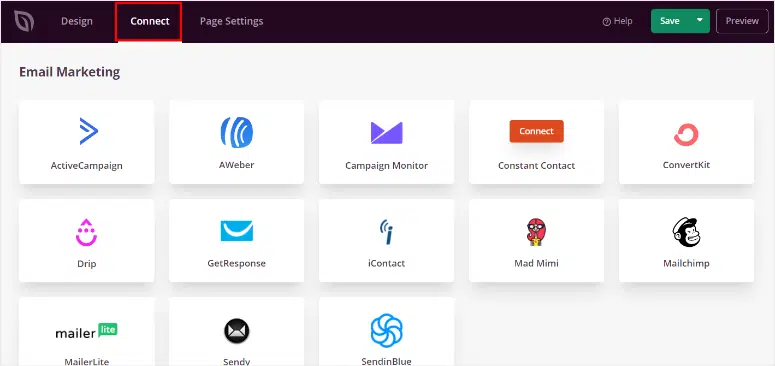 Design Connect Page Settings Help Save Preview
Email Marketing
Connect
ActiveCampaign AWeber Campaign Monitor Constant Contact ConvertKit
Drip GetResponse iContact Mad Mimi Mailchimp
mailer lite
MailerLite Sendy SendinBlue